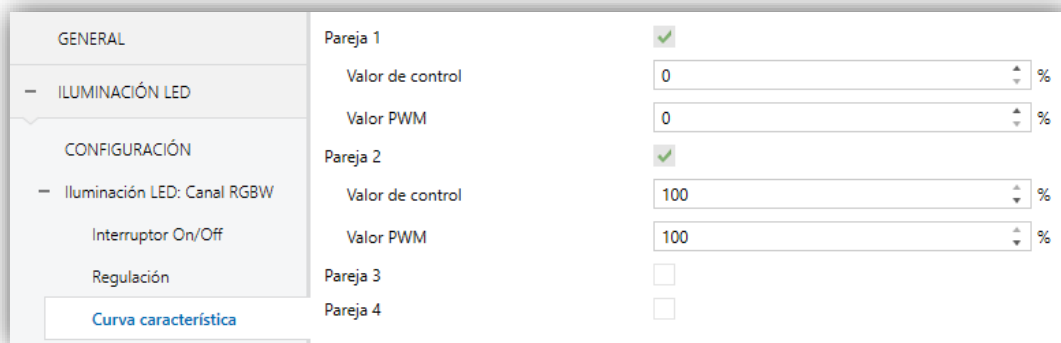 GENERAL
ILUMINACIÓN LED
CONFIGURACIÓN
Iluminación LED: Canal RGBW
Interruptor On/Off
Regulación
Curva característica
Pareja 1
Valor de control 0 %
Valor PWM 0 %
Pareja 2
Valor de control 100 %
Valor PWM 100 %
Pareja 3
Pareja 4